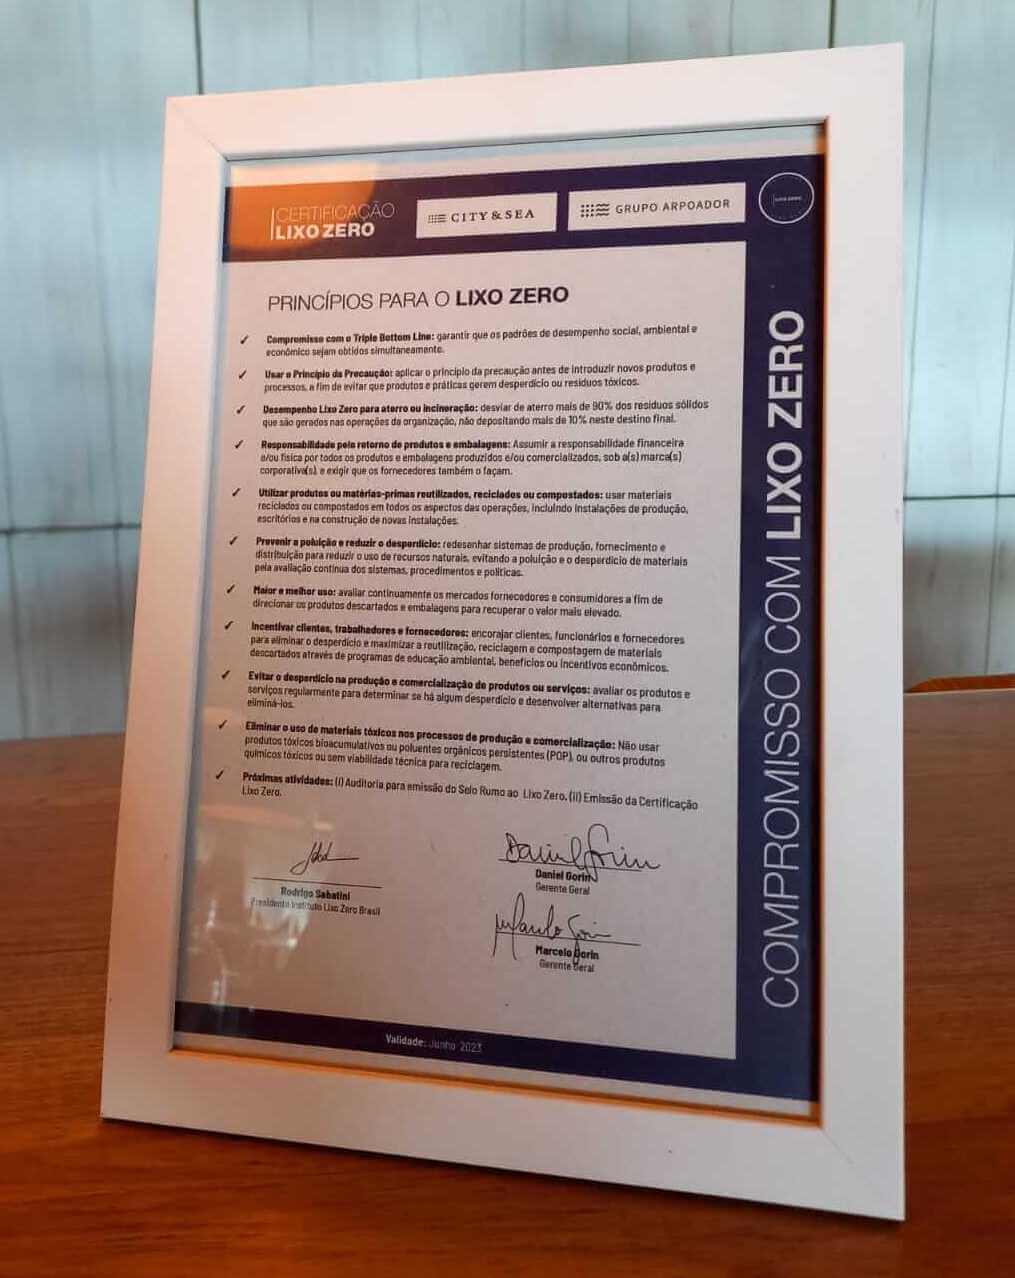 CERTIFICAÇÃO
LIXO ZERO
CITY & SEA
GRUPO ARPOADOR
LIXO ZERO
PRINCÍPIOS PARA O LIXO ZERO
✓ Compromisso com o Triple Bottom Line: garantir que os padrões de desempenho social, ambiental e
econômico sejam obtidos simultaneamente.
✓ Usar o Princípio da Precaução: aplicar o princípio da precaução antes de introduzir novos produtos e
processos, a fim de evitar que produtos e práticas gerem desperdício ou resíduos tóxicos.
✓ Desempenho Lixo Zero para aterro ou incineração: desviar de aterro mais de 90% dos resíduos sólidos
que são gerados nas operações da organização, não depositando mais de 10% neste destino final.
✓ Responsabilidade pelo retorno de produtos e embalagens: Assumir a responsabilidade financeira
e/ou física por todos os produtos e embalagens produzidos e/ou comercializados, sob a(s) marca(s)
corporativa(s), e exigir que os fornecedores também o façam.
✓ Utilizar produtos ou matérias-primas reutilizados, reciclados ou compostados: usar materiais
reciclados ou compostados em todos os aspectos das operações, incluindo instalações de produção,
escritórios e na construção de novas instalações.
✓ Prevenir a poluição e reduzir o desperdício: redesenhar sistemas de produção, fornecimento e
distribuição para reduzir o uso de recursos naturais, evitando a poluição e o desperdício de materiais
pela avaliação contínua dos sistemas, procedimentos e políticas.
✓ Maior e melhor uso: avaliar continuamente os mercados fornecedores e consumidores a fim de
direcionar os produtos descartados e embalagens para recuperar o valor mais elevado.
✓ Incentivar clientes, trabalhadores e fornecedores: encorajar clientes, funcionários e fornecedores
para eliminar o desperdício e maximizar a reutilização, reciclagem e compostagem de materiais
descartados através de programas de educação ambiental, benefícios ou incentivos econômicos.
✓ Evitar o desperdício na produção e comercialização de produtos ou serviços: avaliar os produtos e
serviços regularmente para determinar se há algum desperdício e desenvolver alternativas para
eliminá-los.
✓ Eliminar o uso de materiais tóxicos nos processos de produção e comercialização: Não usar
produtos tóxicos bioacumulativos ou poluentes orgânicos persistentes (POP), ou outros produtos
químicos tóxicos ou sem viabilidade técnica para reciclagem.
✓ Próximas atividades: (I) Auditoria para emissão do Selo Rumo ao Lixo Zero. (II) Emissão da Certificação
Lixo Zero.
Rodrigo Sabatini
Presidente Instituto Lixo Zero Brasil
Daniel Gorin
Daniel Gorin
Gerente Geral
Marcelo Gorin
Gerente Geral
Validade: Junho 2023
COMPROMISSO COM LIXO ZERO